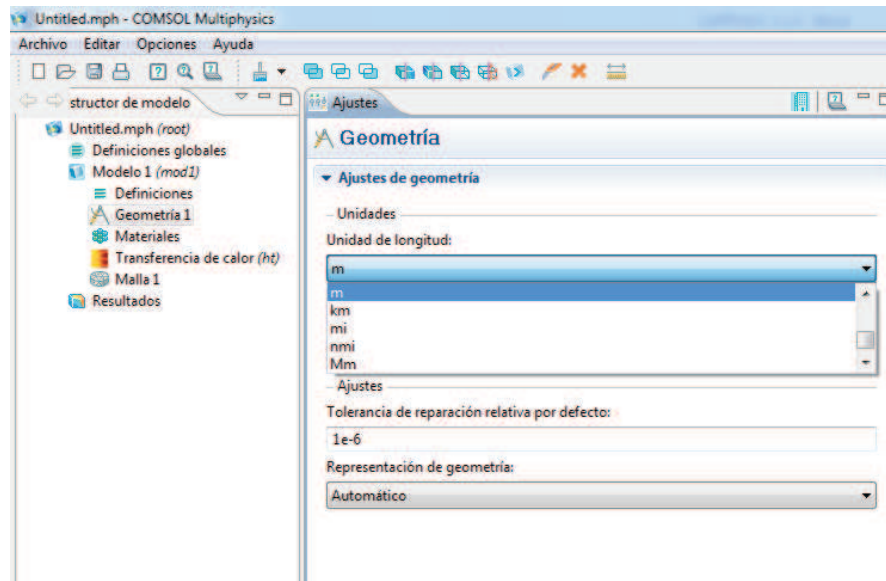 Untitled.mph - COMSOL Multiphysics
Archivo Editar Opciones Ayuda
structor de modelo
Untitled.mph (root)
Definiciones globales
Modelo 1 (mod1)
Definiciones
Geometría 1
Materiales
Transferencia de calor (ht)
Malla 1
Resultados
Ajustes
Geometría
Ajustes de geometría
Unidades
Unidad de longitud:
m
m
km
mi
nmi
Mm
Ajustes
Tolerancia de reparación relativa por defecto:
1e-6
Representación de geometría:
Automático